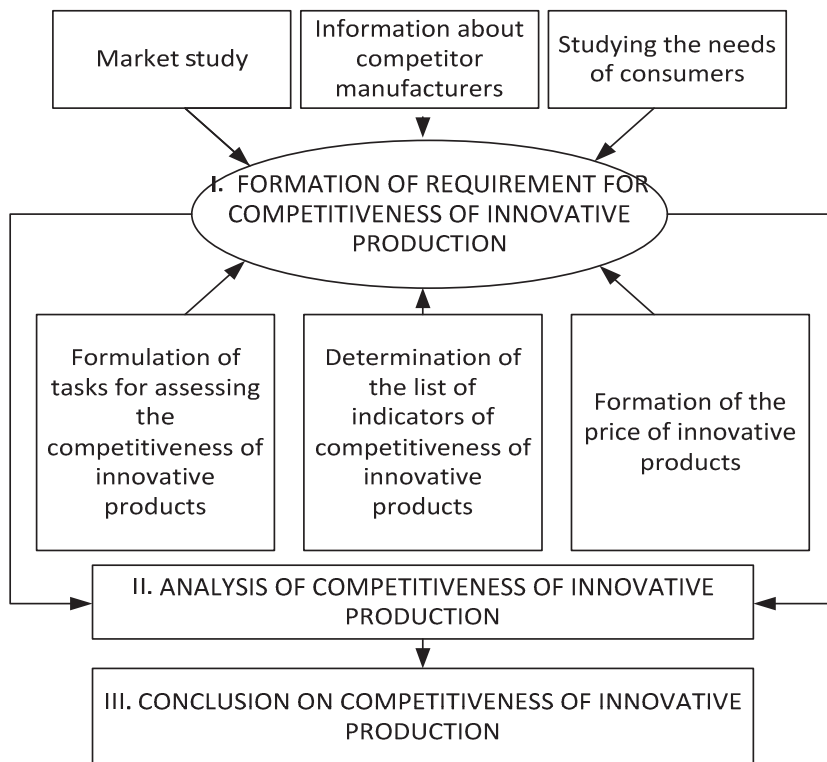 Market study
Information about
competitor
manufacturers
Studying the needs
of consumers
I. FORMATION OF REQUIREMENT FOR
COMPETITIVENESS OF INNOVATIVE
PRODUCTION
Formulation of
tasks for assessing
the
competitiveness of
innovative
products
Determination of
the list of
indicators of
competitiveness of
innovative
products
Formation of the
price of innovative
products
II. ANALYSIS OF COMPETITIVENESS OF INNOVATIVE
PRODUCTION
III. CONCLUSION ON COMPETITIVENESS OF INNOVATIVE
PRODUCTION